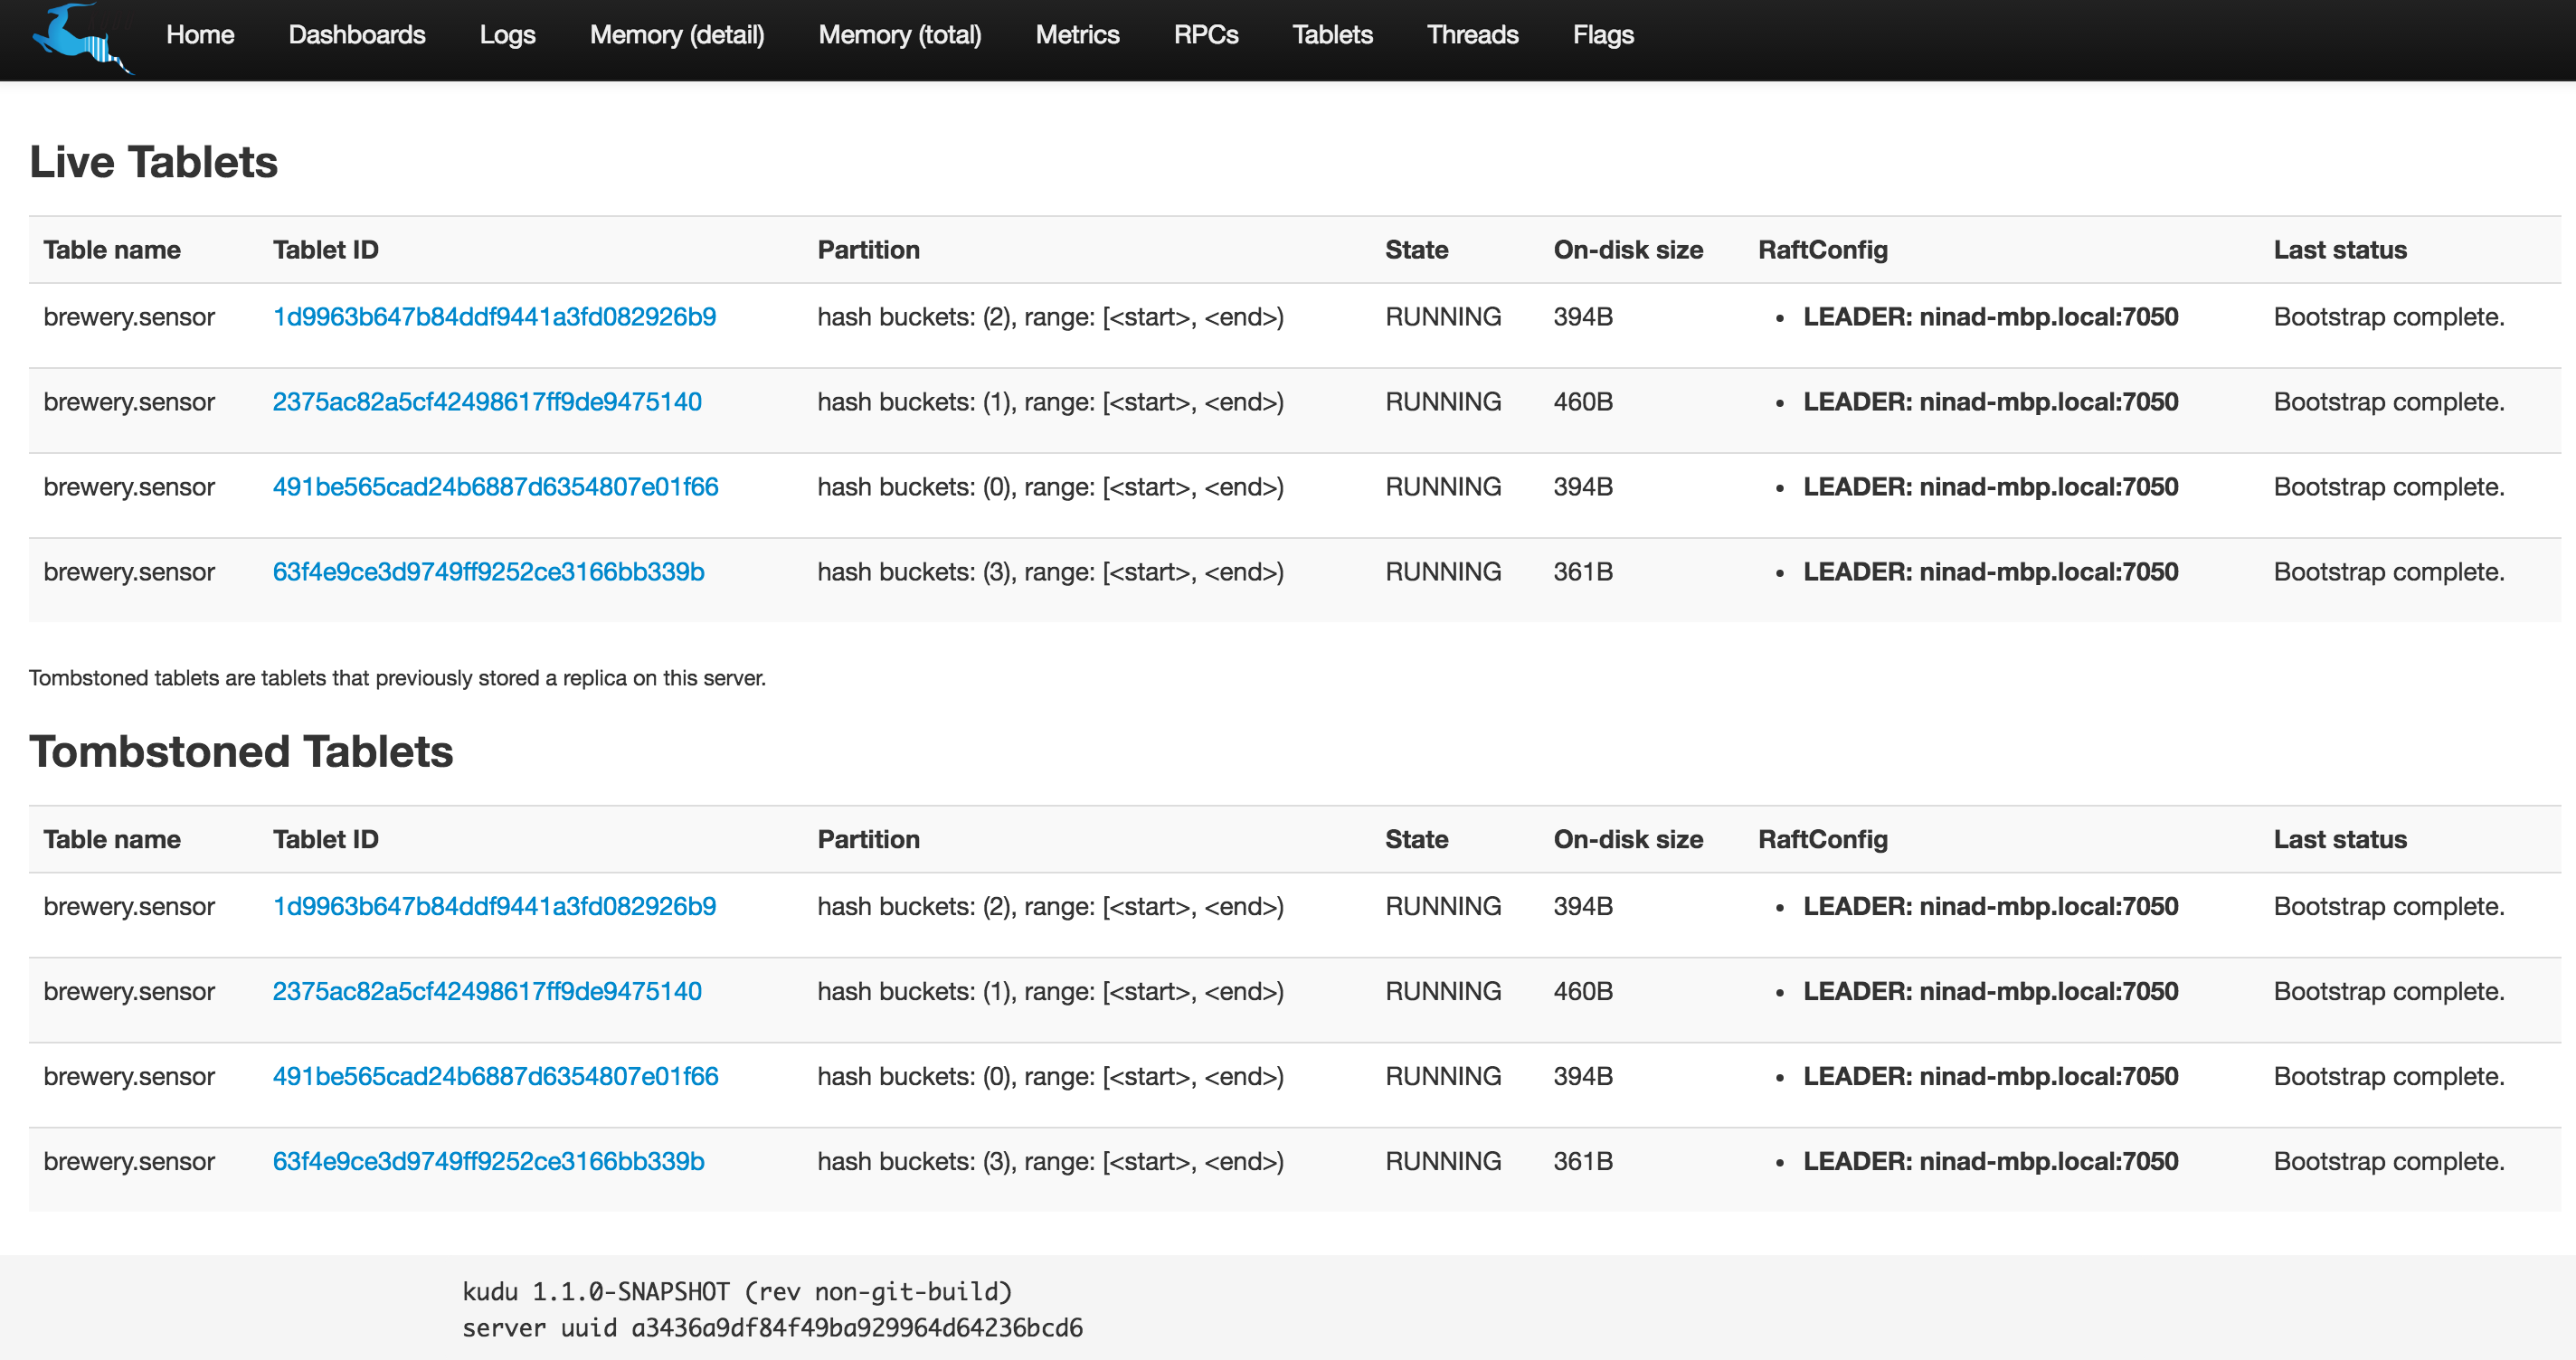 Home Dashboards Logs Memory (detail) Memory (total) Metrics RPCs Tablets Threads Flags
Live Tablets
Table name Tablet ID Partition State On-disk size RaftConfig Last status
brewery.sensor 1d9963b647b84ddf9441a3fd082926b9 hash buckets: (2), range: [<start>, <end>) RUNNING 394B • LEADER: ninad-mbp.local:7050 Bootstrap complete.
brewery.sensor 2375ac82a5cf42498617ff9de9475140 hash buckets: (1), range: [<start>, <end>) RUNNING 460B • LEADER: ninad-mbp.local:7050 Bootstrap complete.
brewery.sensor 491be565cad24b6887d6354807e01f66 hash buckets: (0), range: [<start>, <end>) RUNNING 394B • LEADER: ninad-mbp.local:7050 Bootstrap complete.
brewery.sensor 63f4e9ce3d9749ff9252ce3166bb339b hash buckets: (3), range: [<start>, <end>) RUNNING 361B • LEADER: ninad-mbp.local:7050 Bootstrap complete.
Tombstoned tablets are tablets that previously stored a replica on this server.
Tombstoned Tablets
Table name Tablet ID Partition State On-disk size RaftConfig Last status
brewery.sensor 1d9963b647b84ddf9441a3fd082926b9 hash buckets: (2), range: [<start>, <end>) RUNNING 394B • LEADER: ninad-mbp.local:7050 Bootstrap complete.
brewery.sensor 2375ac82a5cf42498617ff9de9475140 hash buckets: (1), range: [<start>, <end>) RUNNING 460B • LEADER: ninad-mbp.local:7050 Bootstrap complete.
brewery.sensor 491be565cad24b6887d6354807e01f66 hash buckets: (0), range: [<start>, <end>) RUNNING 394B • LEADER: ninad-mbp.local:7050 Bootstrap complete.
brewery.sensor 63f4e9ce3d9749ff9252ce3166bb339b hash buckets: (3), range: [<start>, <end>) RUNNING 361B • LEADER: ninad-mbp.local:7050 Bootstrap complete.
kudu 1.1.0-SNAPSHOT (rev non-git-build)
server uuid a3436a9df84f49ba929964d64236bcd6